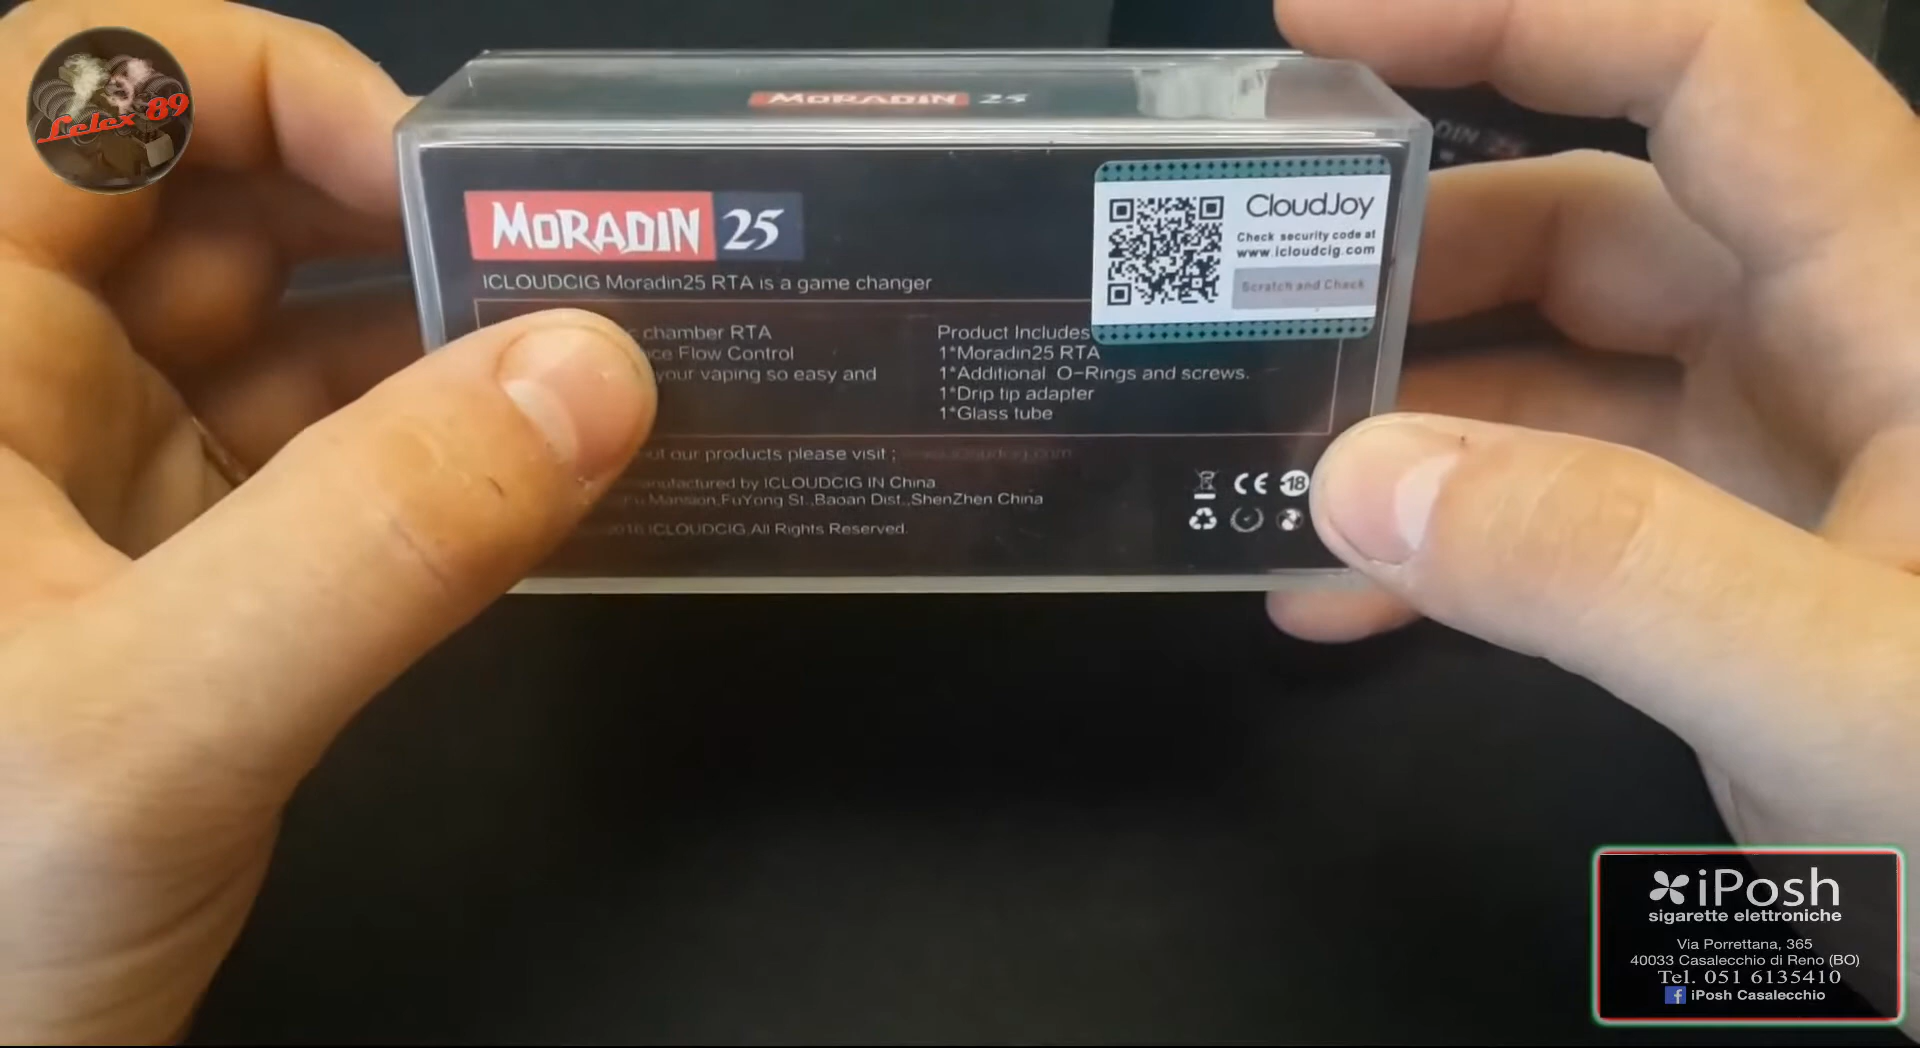 Lelex 89
MORADIN 25
DIN 25
MORADIN 25
ICLOUDCIG Moradin25 RTA is a game changer
CloudJoy
Check security code at
www.icloudcig.com
Scratch and Check
chamber RTA
Flow Control
your vaping so easy and
Product Includes
1*Moradin25 RTA
1*Additional O-Rings and screws.
1*Drip tip adapter
1*Glass tube
our products please visit ;
by ICLOUDCIG IN China
Mansion,FuYong St.,Baoan Dist.,ShenZhen China
ICLOUDCIG,All Rights Reserved.
CE
-18
iPosh
sigarette elettroniche
Via Porrettana, 365
40033 Casalecchio di Reno (BO)
Tel. 051 6135410
iPosh Casalecchio